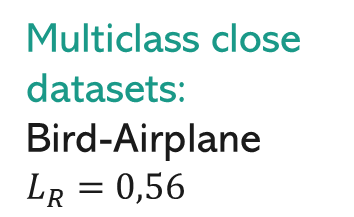 Multiclass close
datasets:
Bird-Airplane
L_R = 0,56